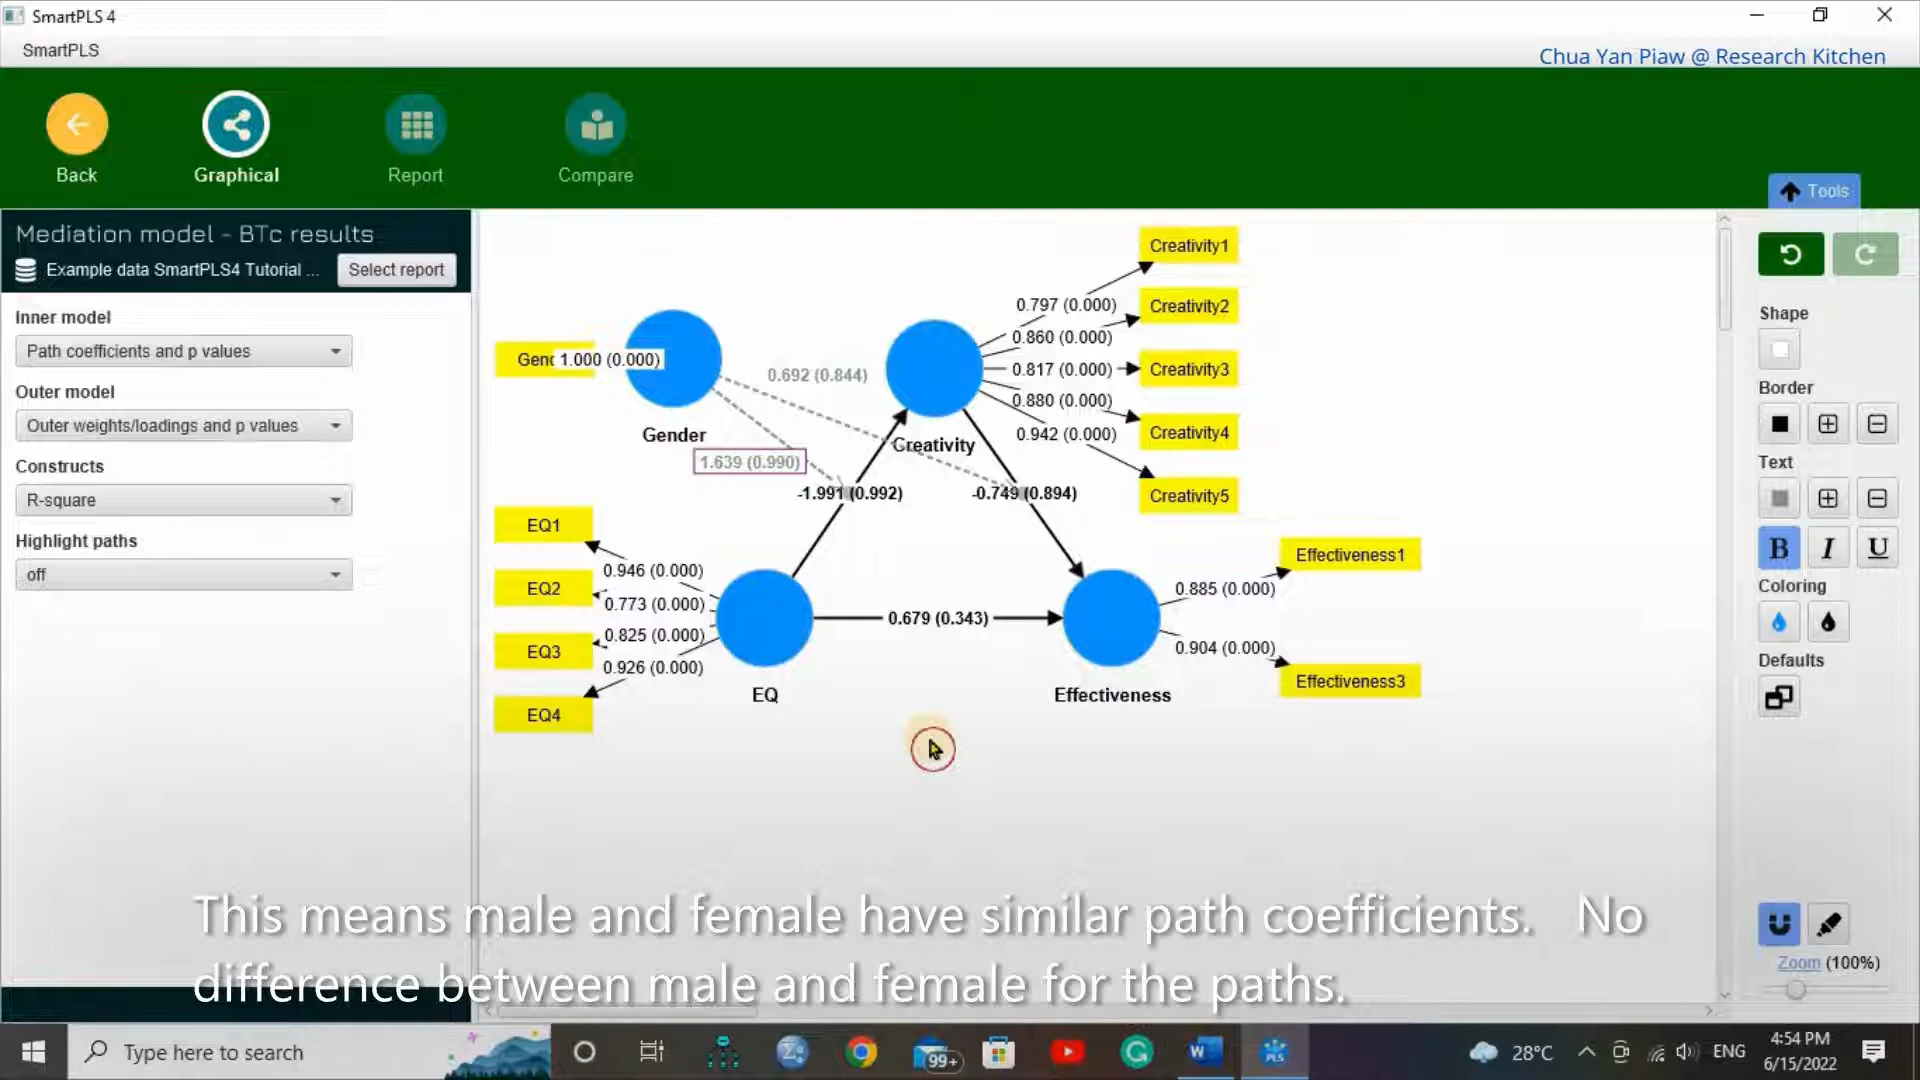 SmartPLS 4
SmartPLS
Chua Yan Piaw @ Research Kitchen
Back
Graphical
Report
Compare
Tools
Mediation model - BTc results
Example data SmartPLS4 Tutorial ...
Select report
Inner model
Path coefficients and p values
Outer model
Outer weights/loadings and p values
Constructs
R-square
Highlight paths
off
Creativity1
Creativity2
Creativity3
Creativity4
Creativity5
0.797 (0.000)
0.860 (0.000)
0.817 (0.000)
0.880 (0.000)
0.942 (0.000)
1.000 (0.000)
0.692 (0.844)
Gender
Creativity
1.639 (0.990)
-1.991 (0.992)
-0.749 (0.894)
EQ1
EQ2
EQ3
EQ4
0.946 (0.000)
0.773 (0.000)
0.825 (0.000)
0.926 (0.000)
0.679 (0.343)
EQ
Effectiveness
0.885 (0.000)
0.904 (0.000)
Effectiveness1
Effectiveness3
Shape
Border
Text
B I U
Coloring
Defaults
Zoom (100%)
This means male and female have similar path coefficients. No
difference between male and female for the paths.
Type here to search
99+
W
PLS
28°C
ENG
4:54 PM
6/15/2022